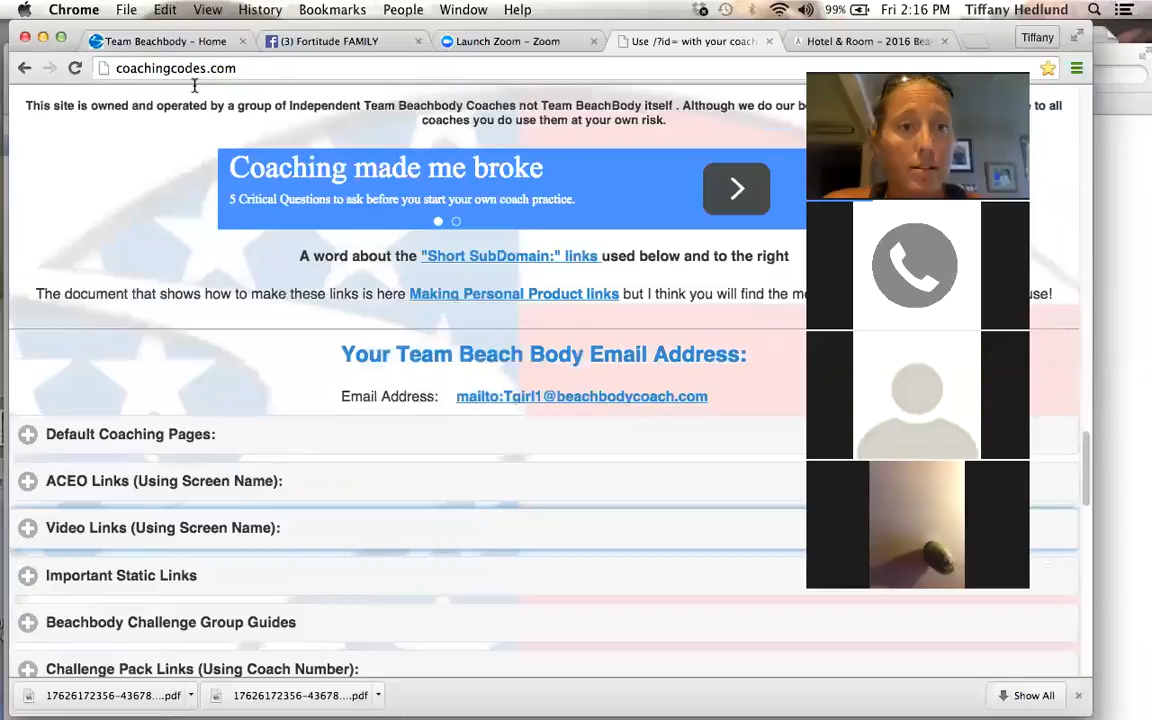 Chrome File Edit View History Bookmarks People Window Help 99% Fri 2:16 PM Tiffany Hedlund
Team Beachbody - Home × (3) Fortitude FAMILY × Launch Zoom - Zoom × Use /?id= with your coach × Hotel & Room - 2016 Bea × Tiffany
coachingcodes.com
This site is owned and operated by a group of Independent Team Beachbody Coaches not Team BeachBody itself . Although we do our b e to all
coaches you do use them at your own risk.
Coaching made me broke
5 Critical Questions to ask before you start your own coach practice.
A word about the "Short SubDomain:" links used below and to the right
The document that shows how to make these links is here Making Personal Product links but I think you will find the me use!
Your Team Beach Body Email Address:
Email Address: mailto:Tgirl1@beachbodycoach.com
Default Coaching Pages:
ACEO Links (Using Screen Name):
Video Links (Using Screen Name):
Important Static Links
Beachbody Challenge Group Guides
Challenge Pack Links (Using Coach Number):
17626172356-43678....pdf 17626172356-43678....pdf Show All ×